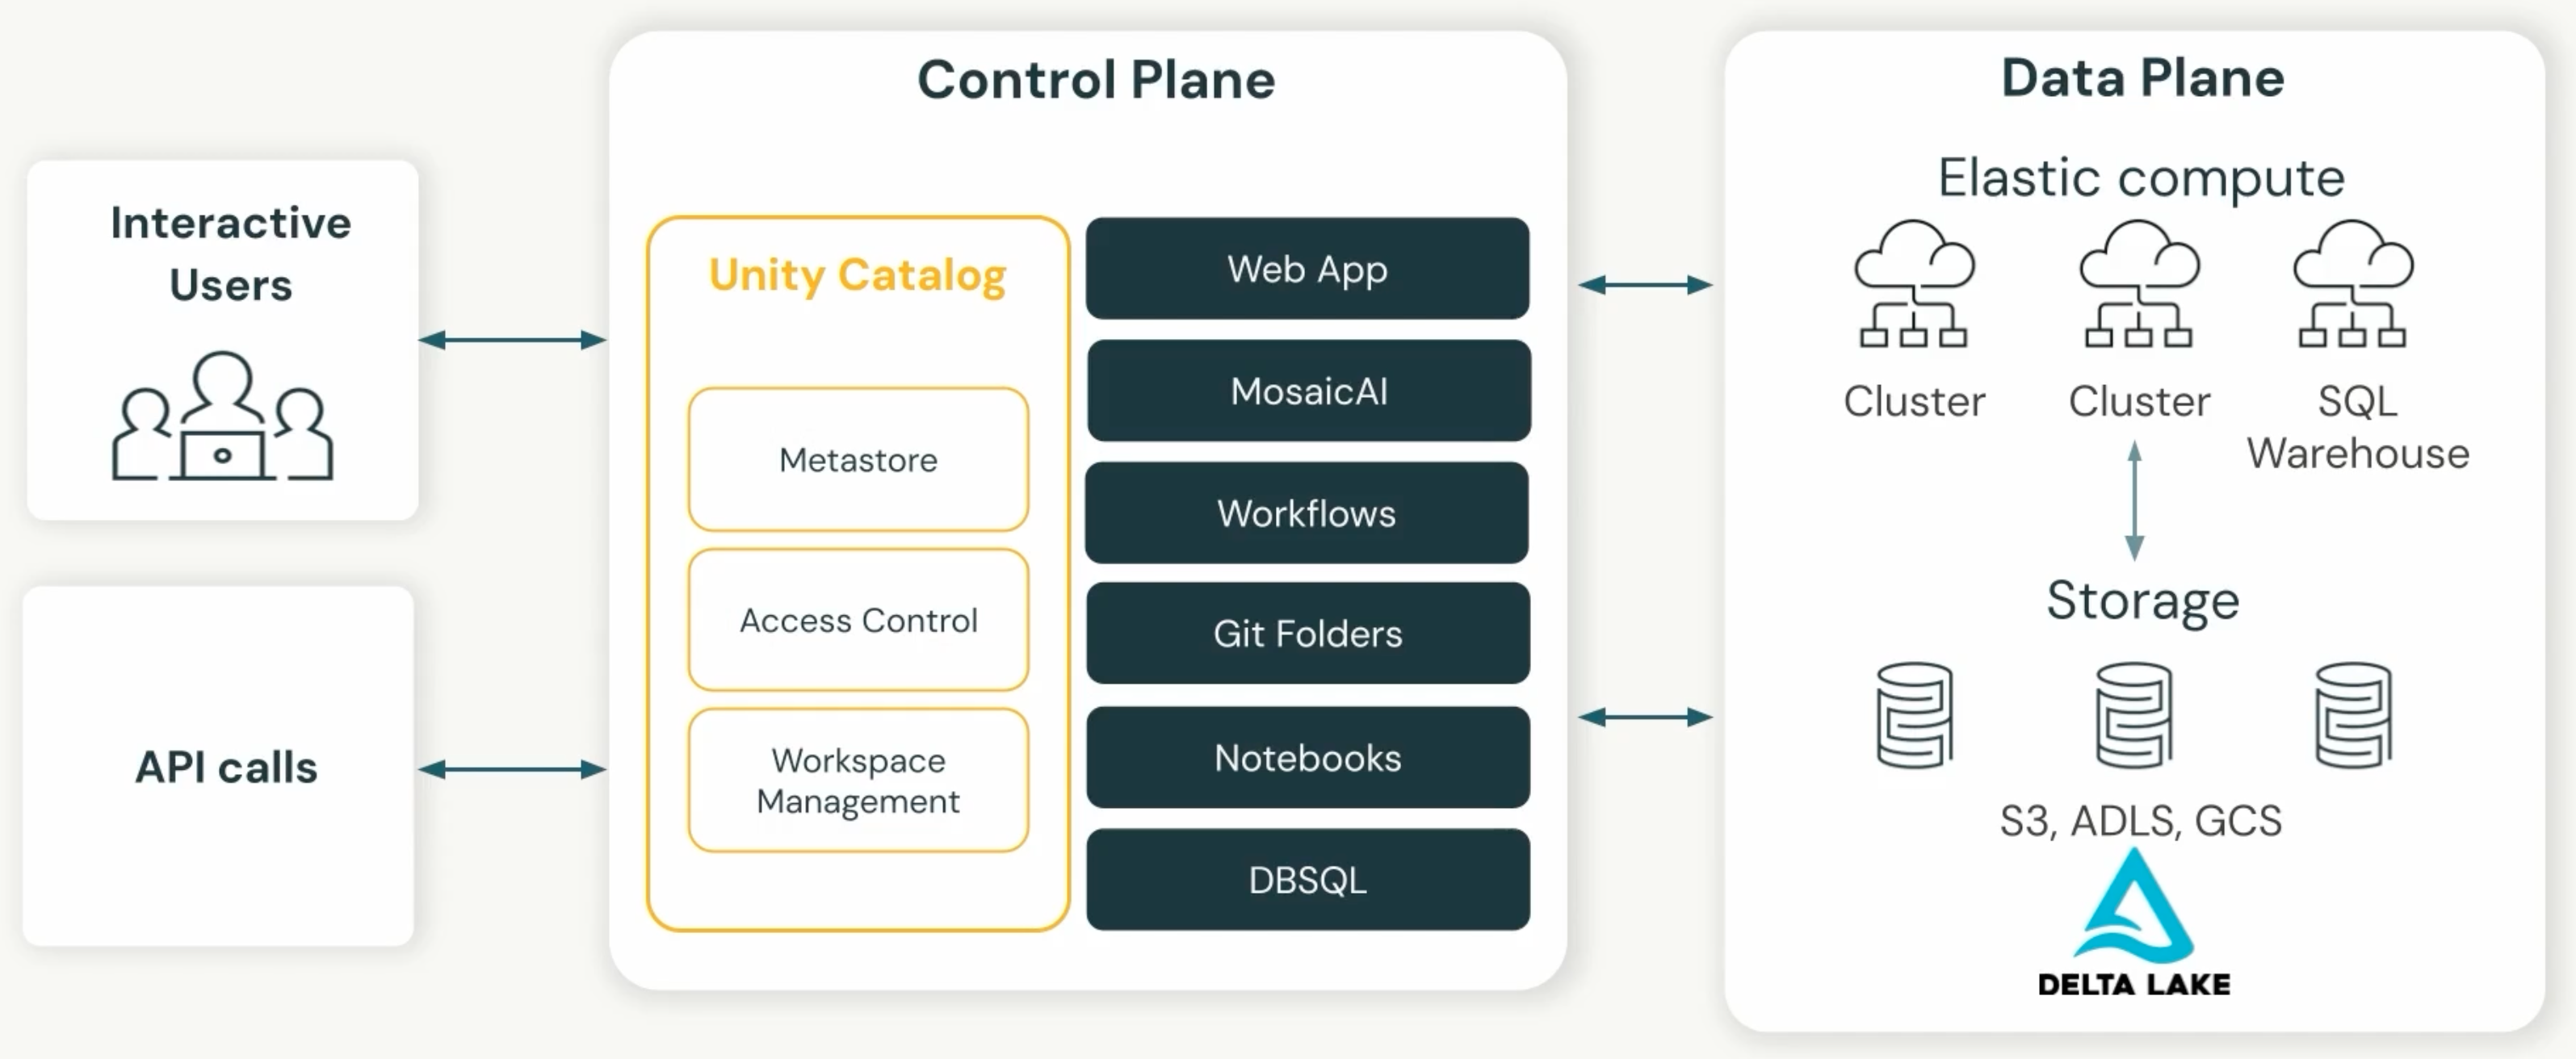 Control Plane
Data Plane
Interactive
Users
API calls
Unity Catalog
Metastore
Access Control
Workspace
Management
Web App
MosaicAI
Workflows
Git Folders
Notebooks
DBSQL
Elastic compute
Cluster
Cluster
SQL
Warehouse
Storage
S3, ADLS, GCS
DELTA LAKE